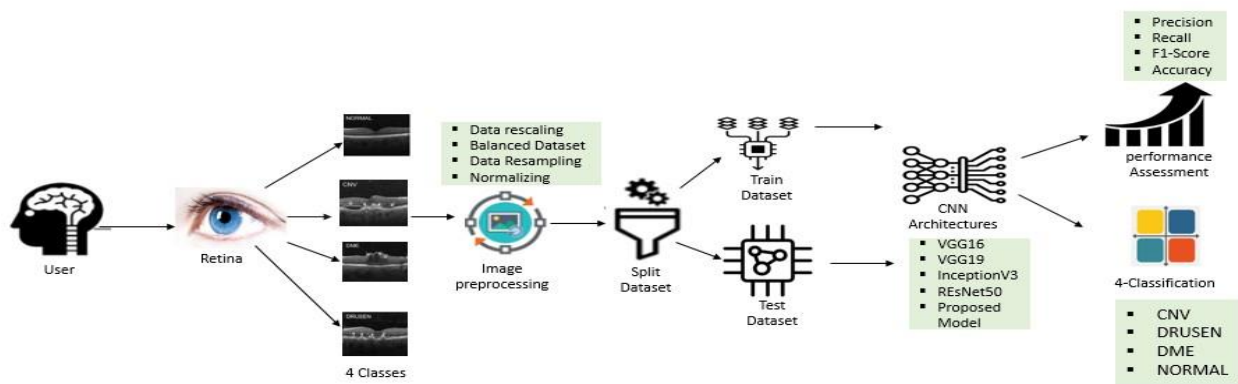 User
Retina
NORMAL
CNV
DME
DRUSEN
4 Classes
▪ Data rescaling
▪ Balanced Dataset
▪ Data Resampling
▪ Normalizing
Image
preprocessing
Split
Dataset
Train
Dataset
Test
Dataset
CNN
Architectures
▪ VGG16
▪ VGG19
▪ InceptionV3
▪ REsNet50
▪ Proposed
Model
▪ Precision
▪ Recall
▪ F1-Score
▪ Accuracy
performance
Assessment
4-Classification
▪ CNV
▪ DRUSEN
▪ DME
▪ NORMAL